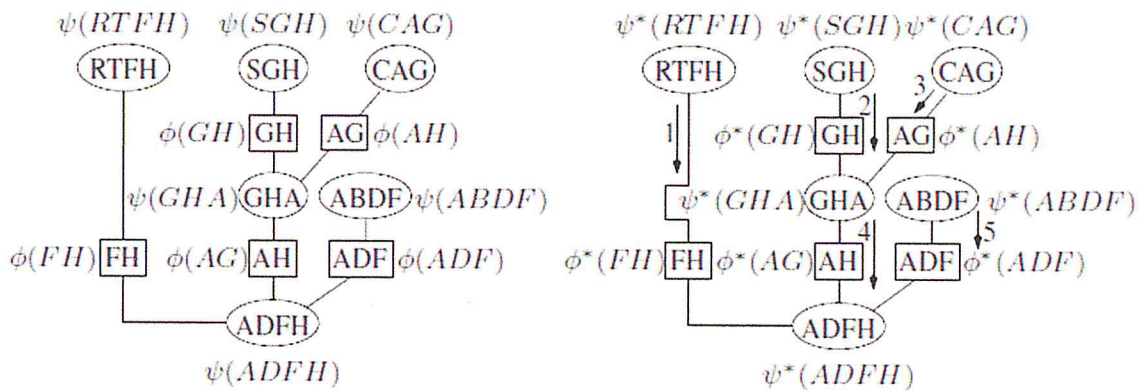 ψ(RTFH) ψ(SGH) ψ(CAG) ψ*(RTFH) ψ*(SGH) ψ*(CAG)
RTFH SGH CAG RTFH SGH CAG
3
2
1
φ(GH) GH AG φ(AH) φ*(GH) GH AG φ*(AH)
ψ(GHA) GHA ABDF ψ(ABDF) ψ*(GHA) GHA ABDF ψ*(ABDF)
4 5
φ(FH) FH φ(AG) AH ADF φ(ADF) φ*(FH) FH φ*(AG) AH ADF φ*(ADF)
ADFH ADFH
ψ(ADFH) ψ*(ADFH)